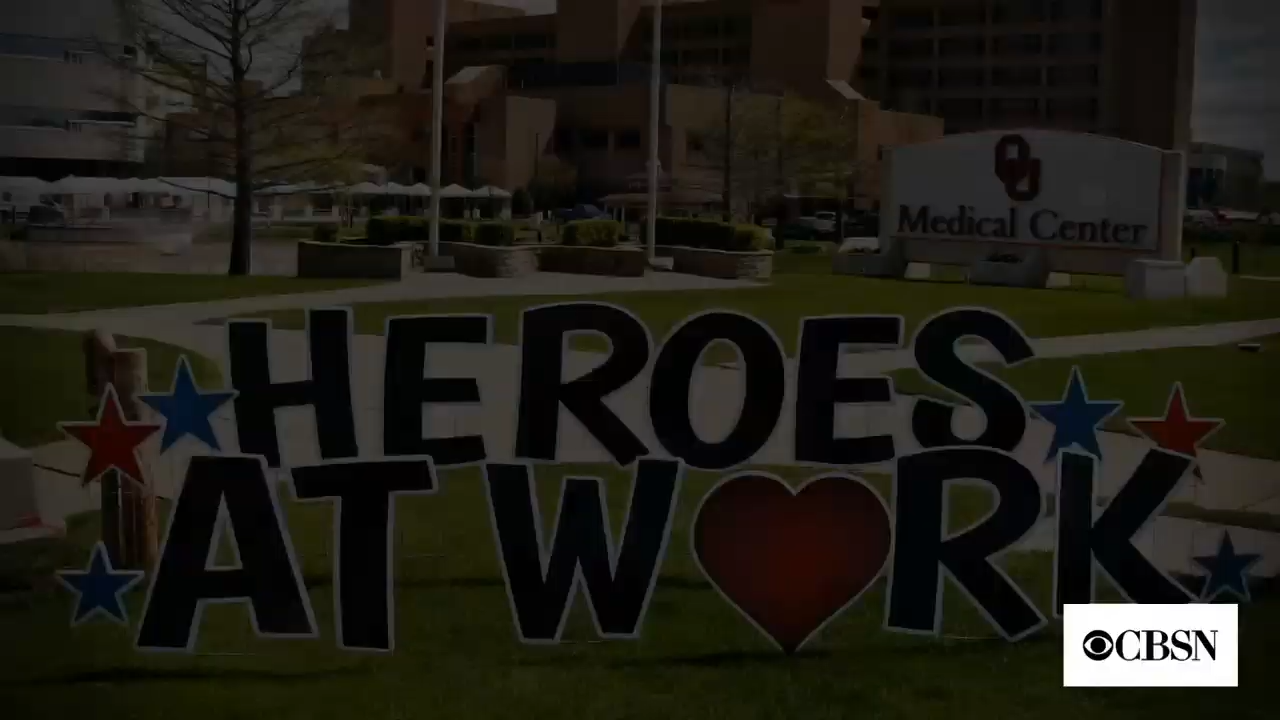 OU
Medical Center
HEROES
AT W❤RK
CBSN